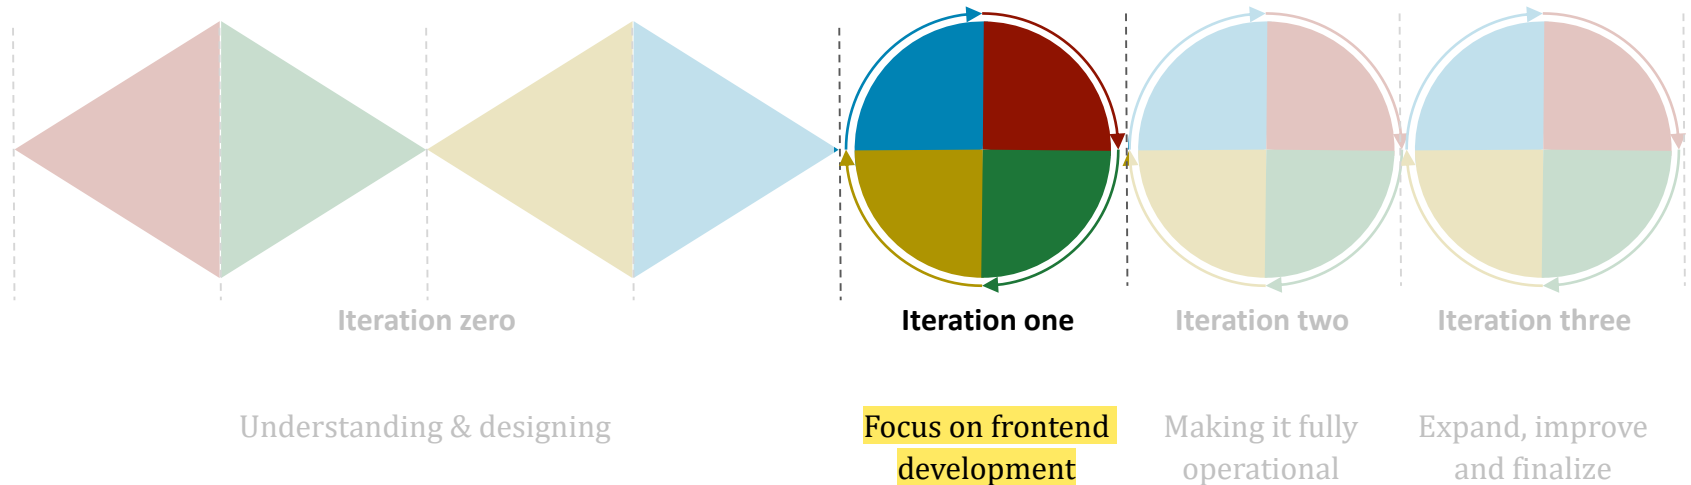 Iteration zero
Iteration one
Iteration two
Iteration three
Understanding & designing
Focus on frontend
development
Making it fully
operational
Expand, improve
and finalize